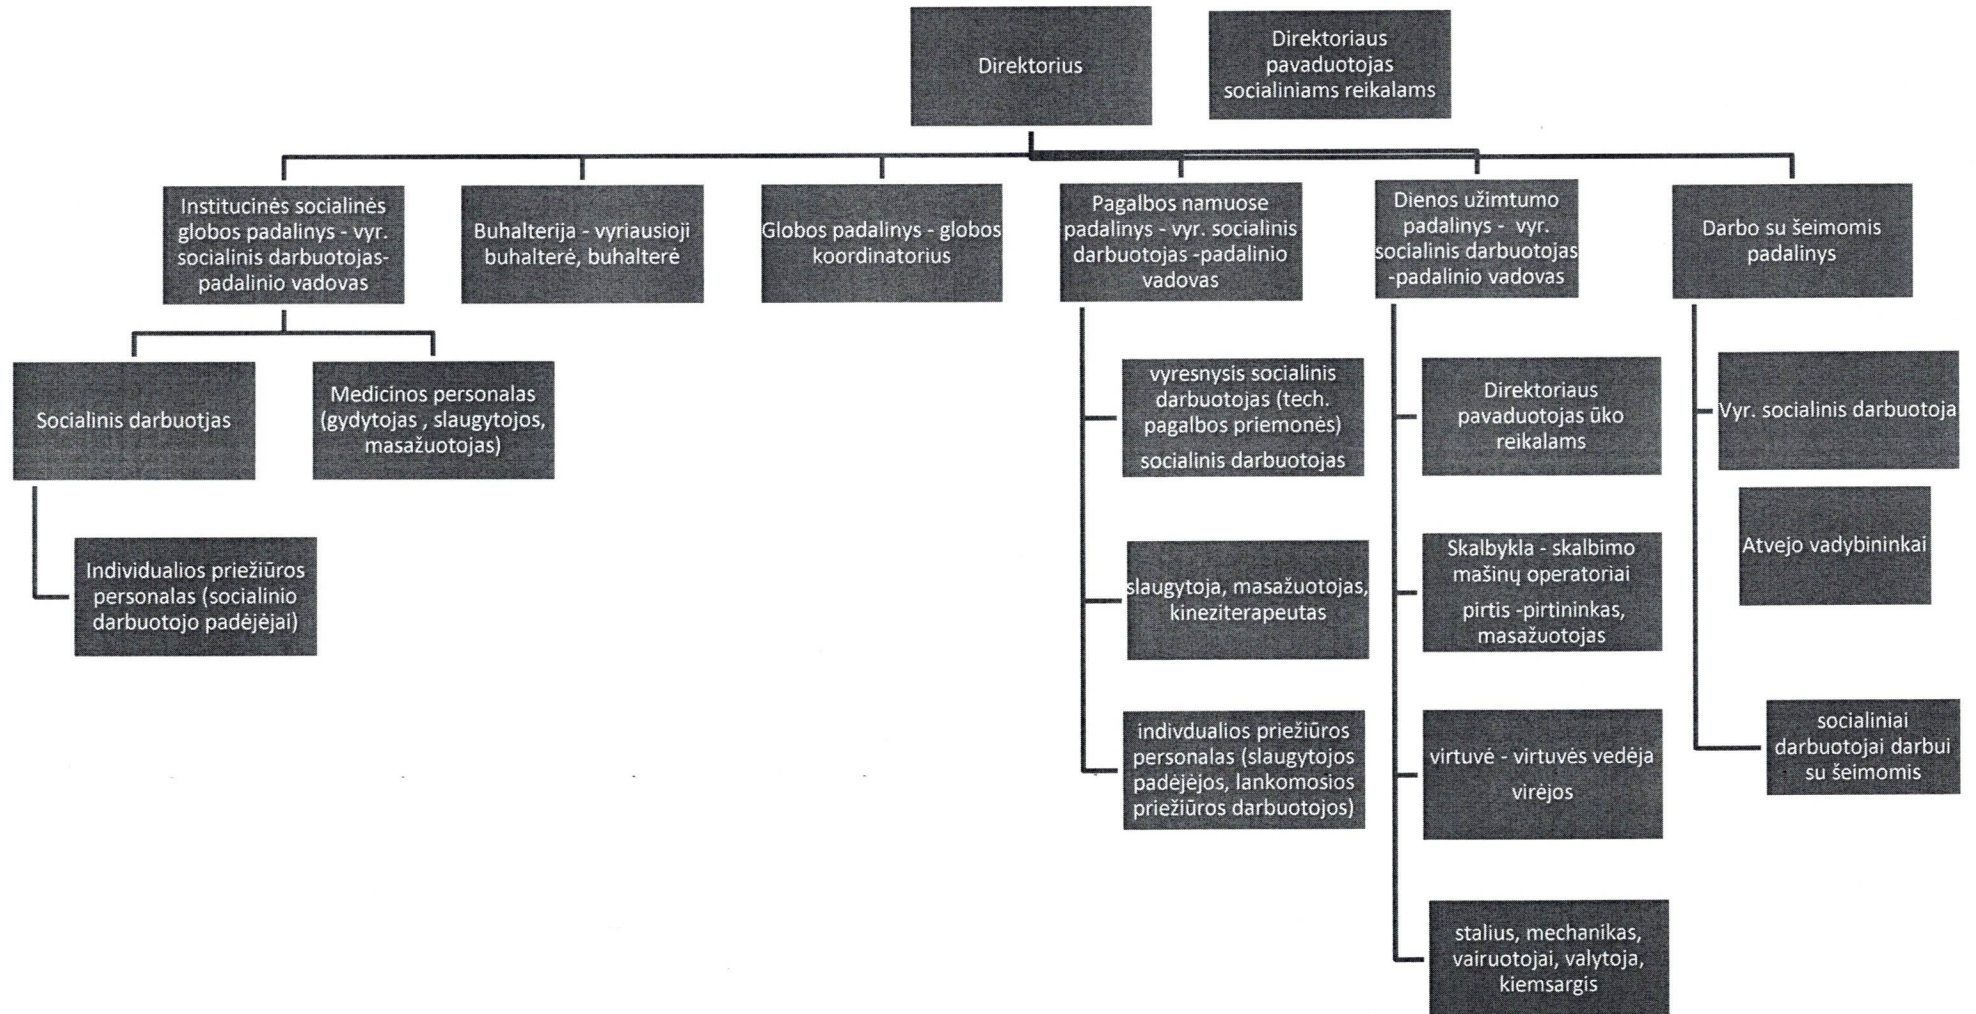 Direktorius
Direktoriaus
pavaduotojas
socialiniams reikalams
Institucinės socialinės
globos padalinys - vyr.
socialinis darbuotojas-
padalinio vadovas
Buhalterija - vyriausioji
buhalterė, buhalterė
Globos padalinys - globos
koordinatorius
Pagalbos namuose
padalinys - vyr. socialinis
darbuotojas -padalinio
vadovas
Dienos užimtumo
padalinys - vyr.
socialinis darbuotojas
-padalinio vadovas
Darbo su šeimomis
padalinys
Socialinis darbuotjas
Medicinos personalas
(gydytojas , slaugytojos,
masažuotojas)
Individualios priežiūros
personalas (socialinio
darbuotojo padėjėjai)
vyresnysis socialinis
darbuotojas (tech.
pagalbos priemonės)
socialinis darbuotojas
slaugytoja, masažuotojas,
kineziterapeutas
indivdualios priežiūros
personalas (slaugytojos
padėjėjos, lankomosios
priežiūros darbuotojos)
Direktoriaus
pavaduotojas ūko
reikalams
Skalbykla - skalbimo
mašinų operatoriai
pirtis -pirtininkas,
masažuotojas
virtuvė - virtuvės vedėja
virėjos
stalius, mechanikas,
vairuotojai, valytoja,
kiemsargis
Vyr. socialinis darbuotoja
Atvejo vadybininkai
socialiniai
darbuotojai darbui
su šeimomis